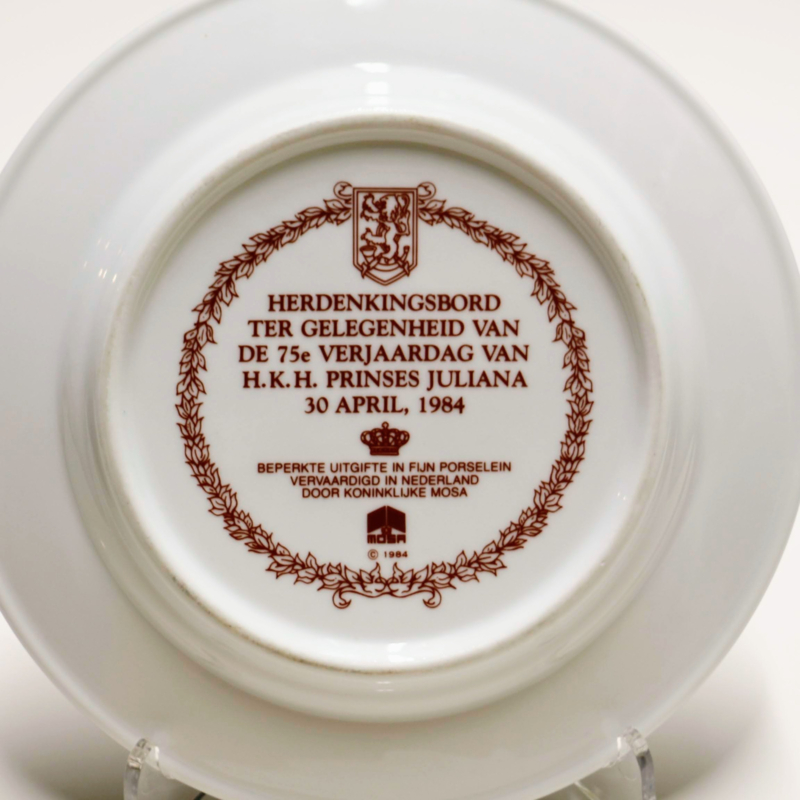 HERDENKINGSBORD
TER GELEGENHEID VAN
DE 75e VERJAARDAG VAN
H.K.H. PRINSES JULIANA
30 APRIL, 1984
BEPERKTE UITGIFTE IN FIJN PORSELEIN
VERVAARDIGD IN NEDERLAND
DOOR KONINKLIJKE MOSA
MOSA
© 1984